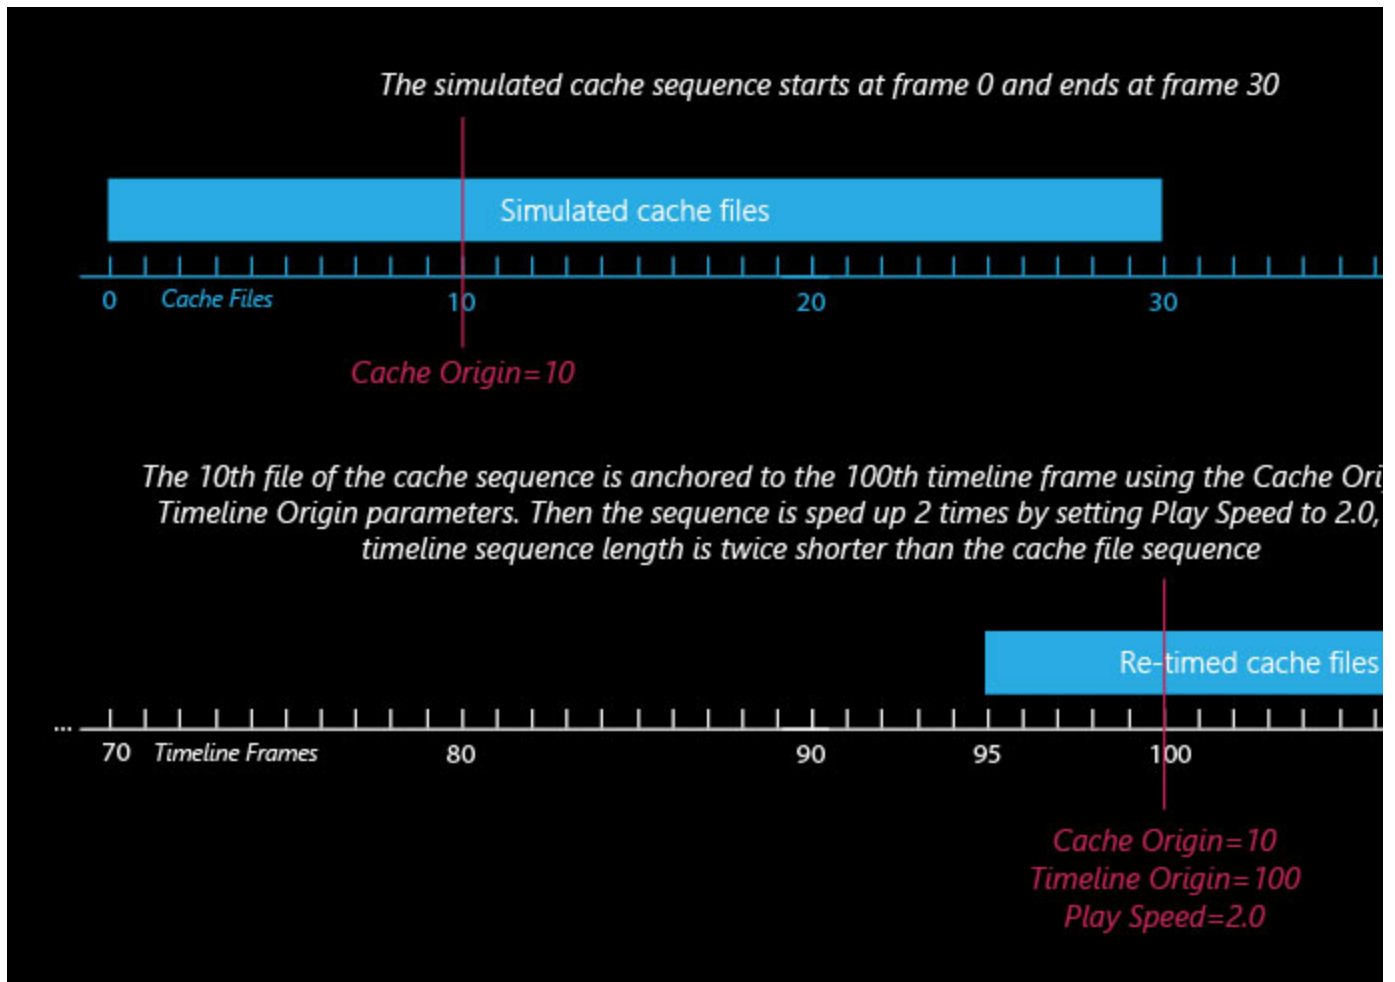 The simulated cache sequence starts at frame 0 and ends at frame 30
Simulated cache files
0 Cache Files 10 20 30
Cache Origin=10
The 10th file of the cache sequence is anchored to the 100th timeline frame using the Cache
Timeline Origin parameters. Then the sequence is sped up 2 times by setting Play Speed to 2.0,
timeline sequence length is twice shorter than the cache file sequence
Re-timed cache files
...
70 Timeline Frames 80 90 95 100
Cache Origin=10
Timeline Origin=100
Play Speed=2.0